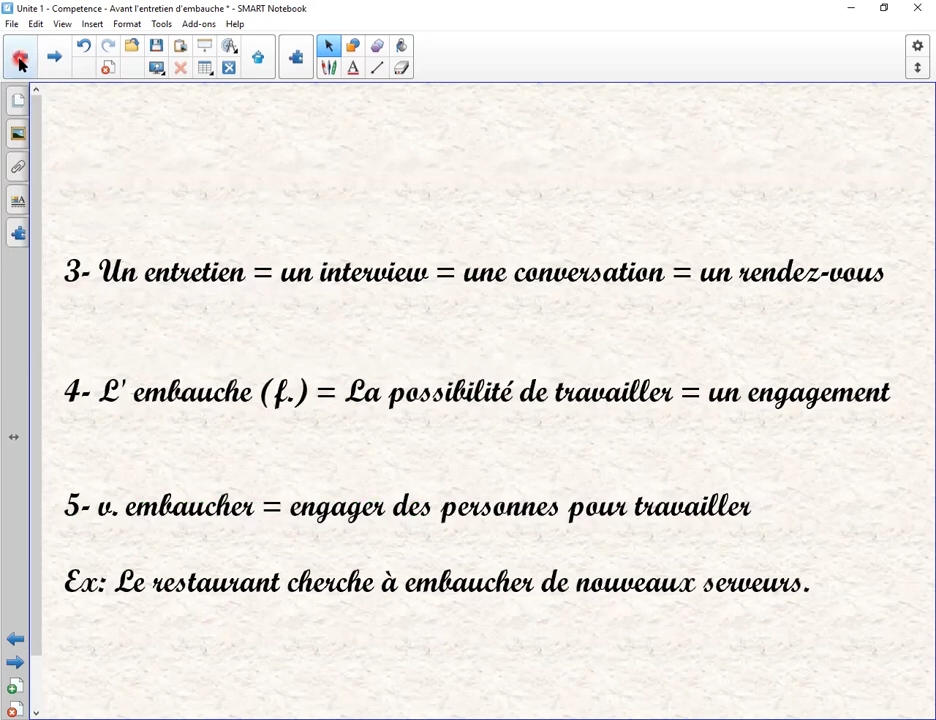 Unite 1 - Competence - Avant l'entretien d'embauche * - SMART Notebook
File Edit View Insert Format Tools Add-ons Help
3- Un entretien = un interview = une conversation = un rendez-vous
4- L' embauche (f.) = La possibilité de travailler = un engagement
5- v. embaucher = engager des personnes pour travailler
Ex: Le restaurant cherche à embaucher de nouveaux serveurs.